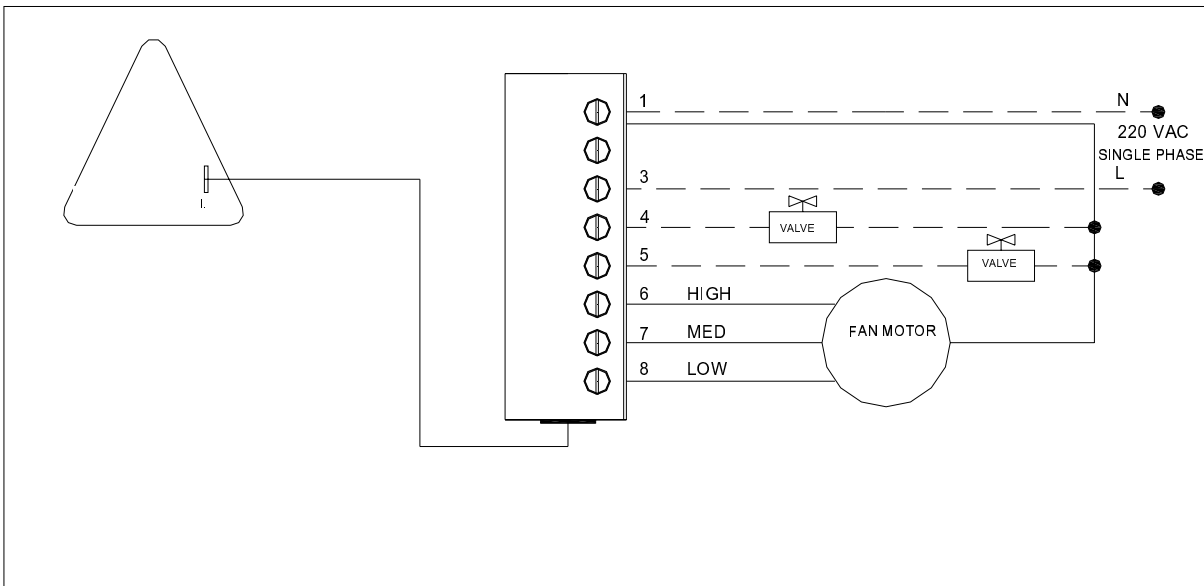 1
N
220 VAC
SINGLE PHASE
3
L
4
VALVE
5
VALVE
6 HIGH
7 MED
8 LOW
FAN MOTOR
I.